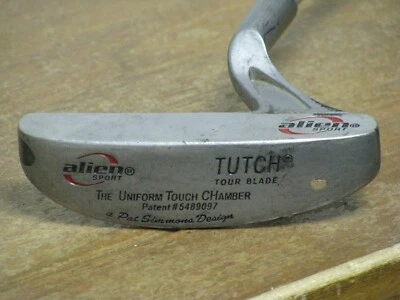 alien®
SPORT
alien®
SPORT
TUTCH®
TOUR BLADE
THE UNIFORM TOUCH CHAMBER
Patent #5489097
a Pat Simmons Design